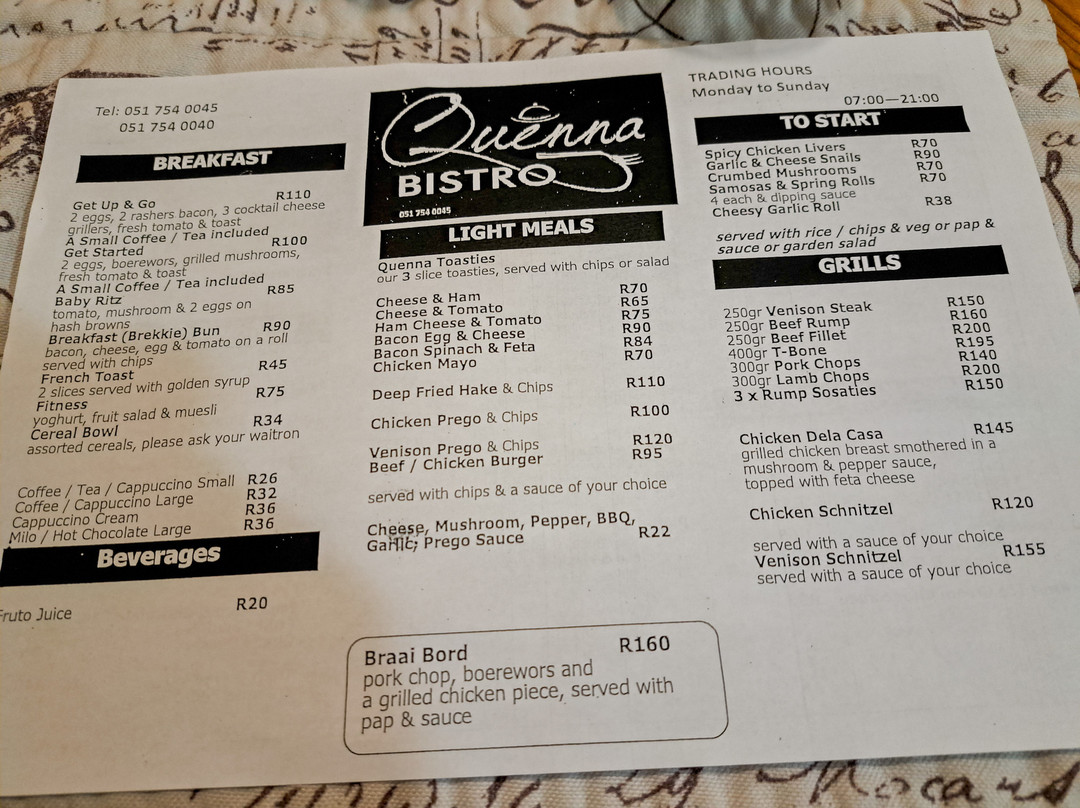 Tel: 051 754 0045
051 754 0040
BREAKFAST
Get Up & Go R110
2 eggs, 2 rashers bacon, 3 cocktail cheese
grillers, fresh tomato & toast
A Small Coffee / Tea included
Get Started R100
2 eggs, boerewors, grilled mushrooms,
fresh tomato & toast
A Small Coffee / Tea included
Baby Ritz R85
tomato, mushroom & 2 eggs on
hash browns
Breakfast (Brekkie) Bun R90
bacon, cheese, egg & tomato on a roll
served with chips
French Toast R45
2 slices served with golden syrup
Fitness R75
yoghurt, fruit salad & muesli
Cereal Bowl R34
assorted cereals, please ask your waitron
Coffee / Tea / Cappuccino Small R26
Coffee / Cappuccino Large R32
Cappuccino Cream R36
Milo / Hot Chocolate Large R36
Beverages
Fruto Juice R20
Quenna
BISTRO
051 754 0045
LIGHT MEALS
Quenna Toasties
our 3 slice toasties, served with chips or salad
Cheese & Ham R70
Cheese & Tomato R65
Ham Cheese & Tomato R75
Bacon Egg & Cheese R90
Bacon Spinach & Feta R84
Chicken Mayo R70
Deep Fried Hake & Chips R110
Chicken Prego & Chips R100
Venison Prego & Chips R120
Beef / Chicken Burger R95
served with chips & a sauce of your choice
Cheese, Mushroom, Pepper, BBQ,
Garlic, Prego Sauce R22
Braai Bord R160
pork chop, boerewors and
a grilled chicken piece, served with
pap & sauce
TRADING HOURS
Monday to Sunday
07:00—21:00
TO START
Spicy Chicken Livers R70
Garlic & Cheese Snails R90
Crumbed Mushrooms R70
Samosas & Spring Rolls R70
4 each & dipping sauce
Cheesy Garlic Roll R38
served with rice / chips & veg or pap &
sauce or garden salad
GRILLS
250gr Venison Steak R150
250gr Beef Rump R160
250gr Beef Fillet R200
400gr T-Bone R195
300gr Pork Chops R140
300gr Lamb Chops R200
3 x Rump Sosaties R150
Chicken Dela Casa R145
grilled chicken breast smothered in a
mushroom & pepper sauce,
topped with feta cheese
Chicken Schnitzel R120
served with a sauce of your choice
Venison Schnitzel R155
served with a sauce of your choice